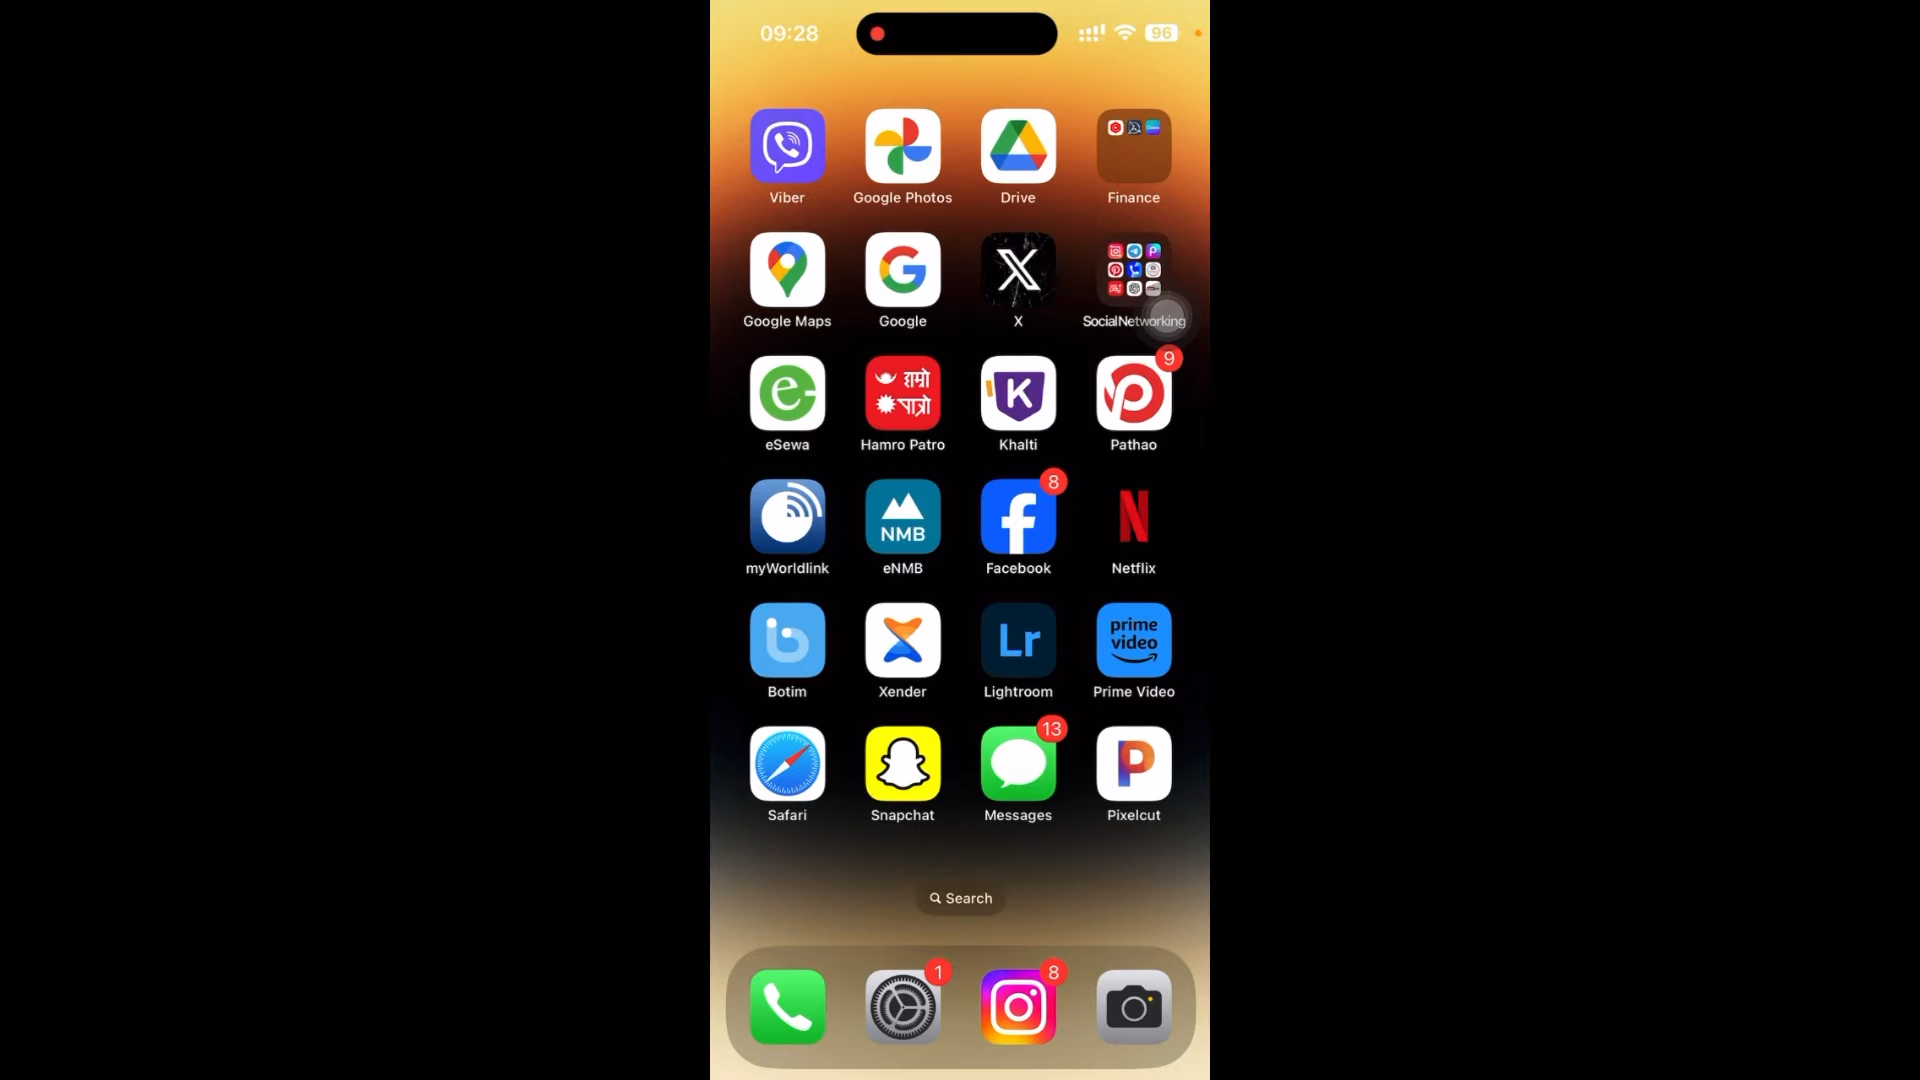 09:28
96
Viber
Google Photos
Drive
Finance
Google Maps
Google
X
SocialNetworking
हाम्रो
पात्रो
K
9
eSewa
Hamro Patro
Khalti
Pathao
NMB
8
myWorldlink
eNMB
Facebook
Netflix
Lr
prime
video
Botim
Xender
Lightroom
Prime Video
13
Safari
Snapchat
Messages
Pixelcut
Search
1
8